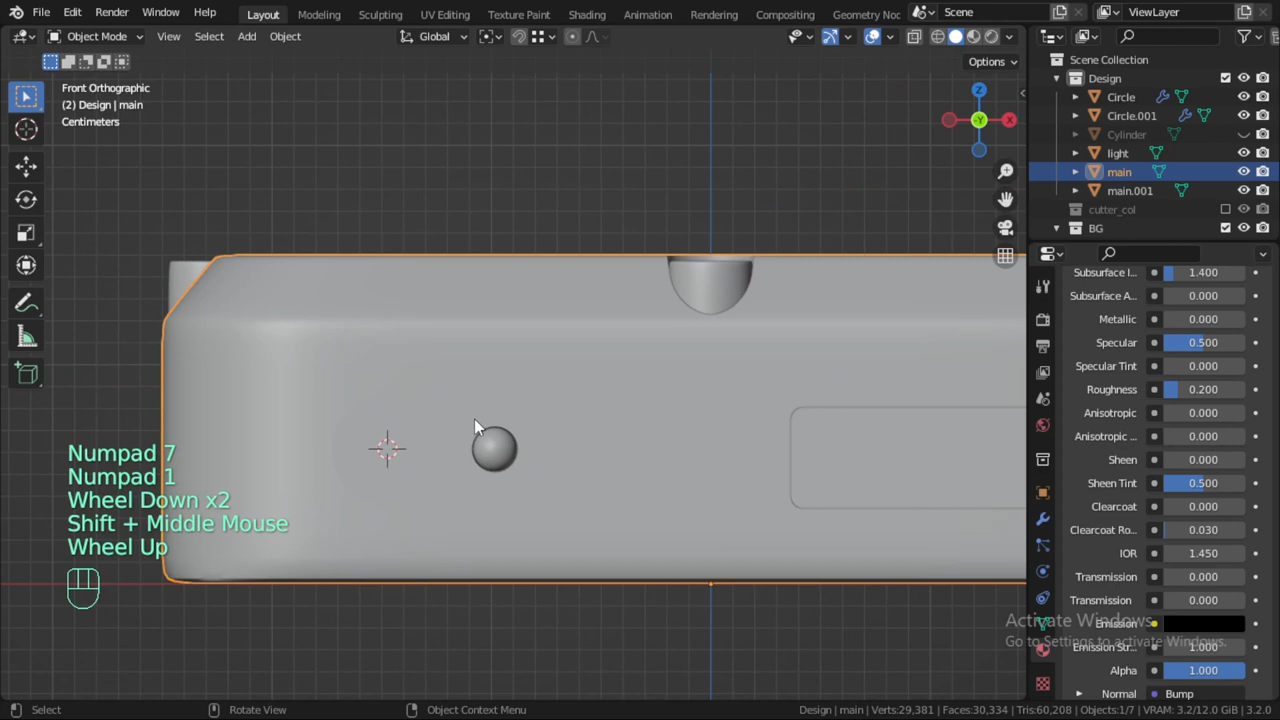 File Edit Render Window Help Layout Modeling Sculpting UV Editing Texture Paint Shading Animation Rendering Compositing Geometry Noc Scene ViewLayer
Object Mode View Select Add Object Global
Options
Front Orthographic
(2) Design | main
Centimeters
Z
-Y
X
Scene Collection
Design
Circle
Circle.001
Cylinder
light
main
main.001
cutter_col
BG
Subsurface I... 1.400
Subsurface A... 0.000
Metallic 0.000
Specular 0.500
Specular Tint 0.000
Roughness 0.200
Anisotropic 0.000
Anisotropic ... 0.000
Sheen 0.000
Sheen Tint 0.500
Clearcoat 0.000
Clearcoat Ro... 0.030
IOR 1.450
Transmission 0.000
Transmission 0.000
Emission
Emission Str... 1.000
Alpha 1.000
Normal Bump
Numpad 7
Numpad 1
Wheel Down x2
Shift + Middle Mouse
Wheel Up
Activate Windows
Go to Settings to activate Windows.
Select Rotate View Object Context Menu Design | main | Verts:29,381 | Faces:30,334 | Tris:60,208 | Objects:1/7 | VRAM: 3.2/12.0 GiB | 3.2.0